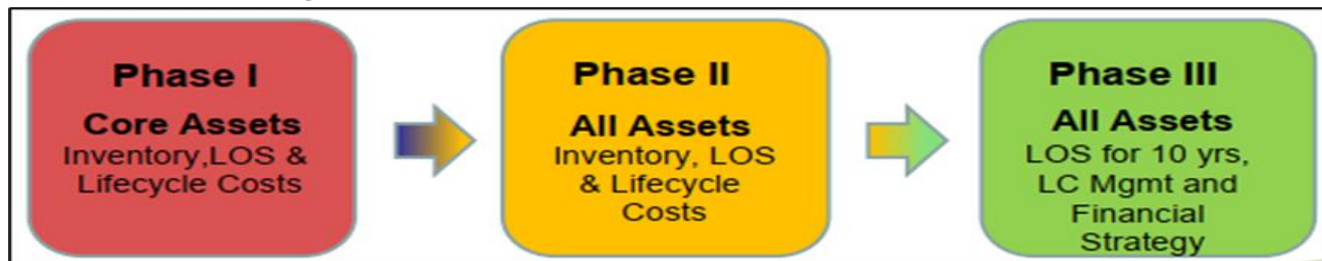 Phase I
Core Assets
Inventory,LOS &
Lifecycle Costs
Phase II
All Assets
Inventory, LOS
& Lifecycle
Costs
Phase III
All Assets
LOS for 10 yrs,
LC Mgmt and
Financial
Strategy